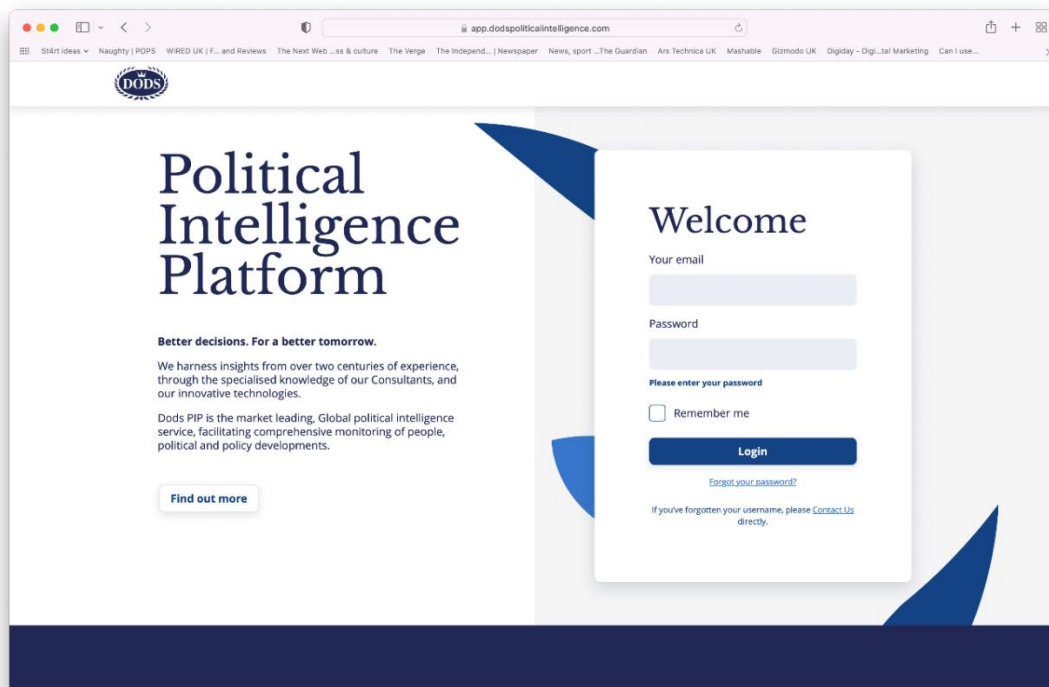 app.dodspoliticalintelligence.com
St4rt ideas Naughty | POPS WIRED UK | F... and Reviews The Next Web ...ss & culture The Verge The Independ... | Newspaper News, sport ...The Guardian Ars Technica UK Mashable Gizmodo UK Digiday – Digi...tal Marketing Can I use...
DODS
Political
Intelligence
Platform
Better decisions. For a better tomorrow.
We harness insights from over two centuries of experience,
through the specialised knowledge of our Consultants, and
our innovative technologies.
Dods PIP is the market leading, Global political intelligence
service, facilitating comprehensive monitoring of people,
political and policy developments.
Find out more
Welcome
Your email
Password
Please enter your password
Remember me
Login
Forgot your password?
If you've forgotten your username, please Contact Us
directly.